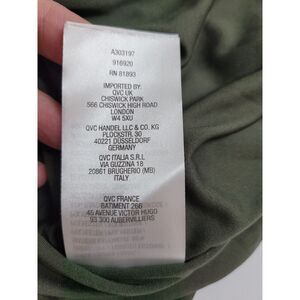 A303197
916920
RN 81893
IMPORTED BY
QVC UK
CHISWICK PARK
566 CHISWICK HIGH ROAD
LONDON
W4 5XU
QVC HANDEL LLC & CO. KG
PLOCKSTR. 30
40221 DÜSSELDORF
GERMANY
QVC ITALIA S.R.L
VIA GUZZINA 18
20861 BRUGHERIO (MB)
ITALY
QVC FRANCE
BATIMENT 266
45 AVENUE VICTOR HUGO
93 300 AUBERVILLIERS